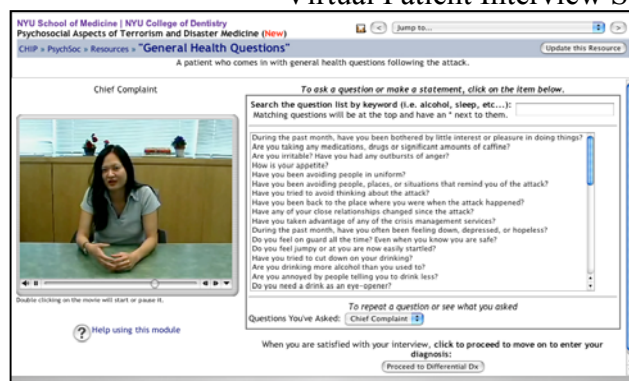 Virtual Patient Interview S
NYU School of Medicine | NYU College of Dentistry
Psychosocial Aspects of Terrorism and Disaster Medicine (New)
Jump to...
CHIP » PsychSoc » Resources » "General Health Questions"
Update this Resource
A patient who comes in with general health questions following the attack.
Chief Complaint
Double clicking on the movie will start or pause it.
Help using this module
To ask a question or make a statement, click on the item below.
Search the question list by keyword (i.e. alcohol, sleep, etc...):
Matching questions will be at the top and have an * next to them.
During the past month, have you been bothered by little interest or pleasure in doing things?
Are you taking any medications, drugs or significant amounts of caffine?
Are you irritable? Have you had any outbursts of anger?
How is your appetite?
Have you been avoiding people in uniform?
Have you been avoiding people, places, or situations that remind you of the attack?
Have you tried to avoid thinking about the attack?
Have you been back to the place where you were when the attack happened?
Have any of your close relationships changed since the attack?
Have you taken advantage of any of the crisis management services?
During the past month, have you often been feeling down, depressed, or hopeless?
Do you feel on guard all the time? Even when you know you are safe?
Do you feel jumpy or at you are now easily startled?
Have you tried to cut down on your drinking?
Are you drinking more alcohol than you used to?
Are you annoyed by people telling you to drink less?
Do you need a drink as an eye-opener?
To repeat a question or see what you asked
Questions You've Asked: Chief Complaint
When you are satisfied with your interview, click to proceed to move on to enter your
diagnosis:
Proceed to Differential Dx